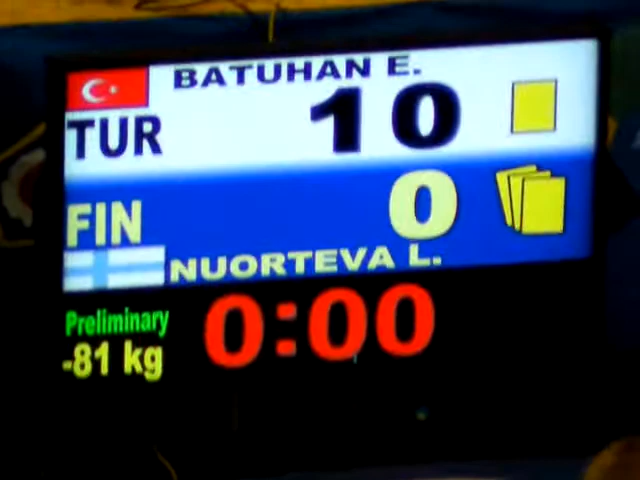 BATUHAN E.
TUR 10
FIN 0
NUORTEVA L.
Preliminary
-81 kg
0:00